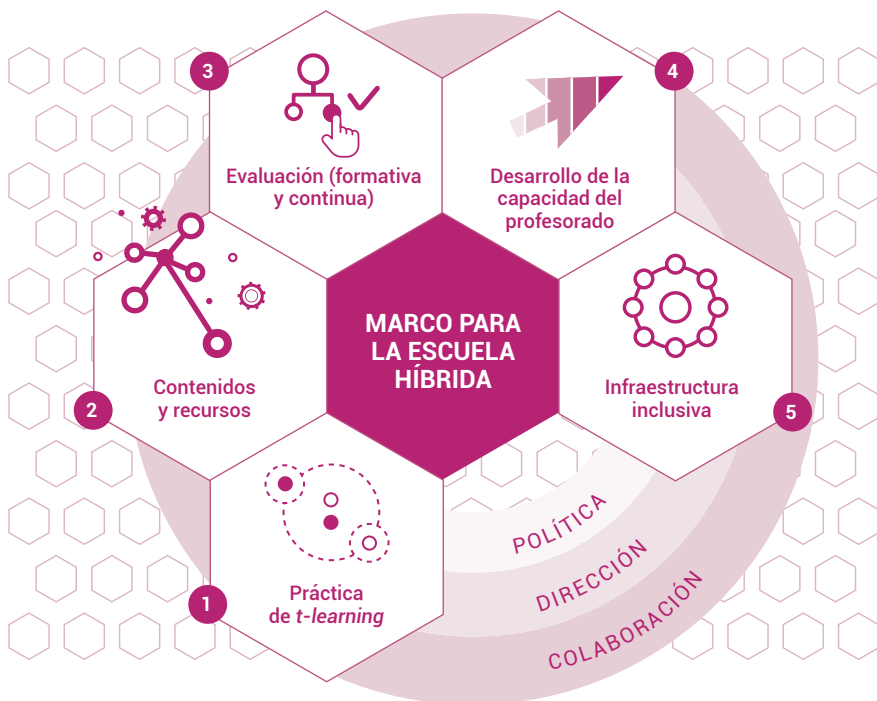 3
Evaluación (formativa
y continua)
4
Desarrollo de la
capacidad del
profesorado
MARCO PARA
LA ESCUELA
HÍBRIDA
2
Contenidos
y recursos
Infraestructura
inclusiva
5
1
Práctica
de t-learning
POLÍTICA
DIRECCIÓN
COLABORACIÓN